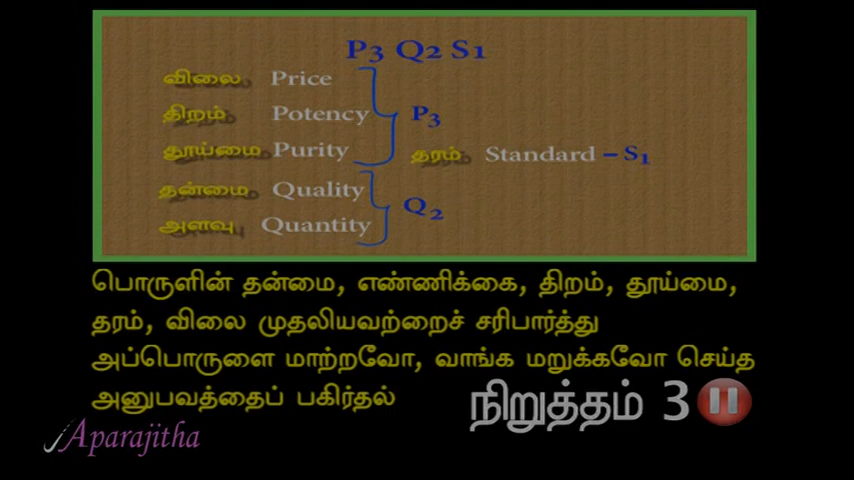 P3 Q2 S1
விலை Price
திறம் Potency P3
தூய்மை Purity தரம் Standard – S1
தன்மை Quality Q2
அளவு Quantity
பொருளின் தன்மை, எண்ணிக்கை, திறம், தூய்மை,
தரம், விலை முதலியவற்றைச் சரிபார்த்து
அப்பொருளை மாற்றவோ, வாங்க மறுக்கவோ செய்த
அனுபவத்தைப் பகிர்தல்
நிறுத்தம் 3
Aparajitha